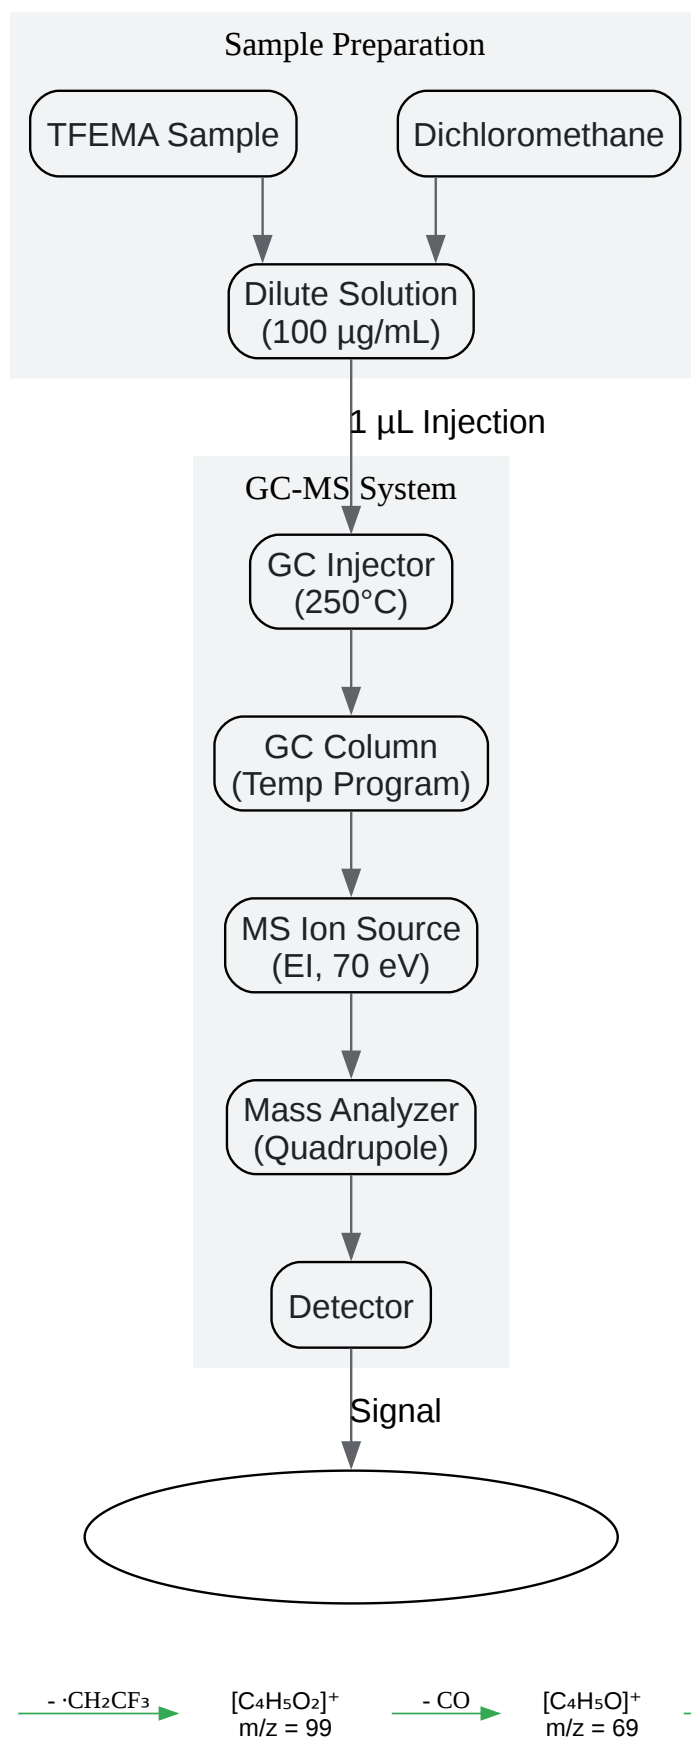 Sample Preparation
TFEMA Sample
Dichloromethane
Dilute Solution
(100 µg/mL)
1 µL Injection
GC-MS System
GC Injector
(250°C)
GC Column
(Temp Program)
MS Ion Source
(EI, 70 eV)
Mass Analyzer
(Quadrupole)
Detector
Signal
- ·CH₂CF₃
[C₄H₅O₂]⁺
m/z = 99
- CO
[C₄H₅O]⁺
m/z = 69